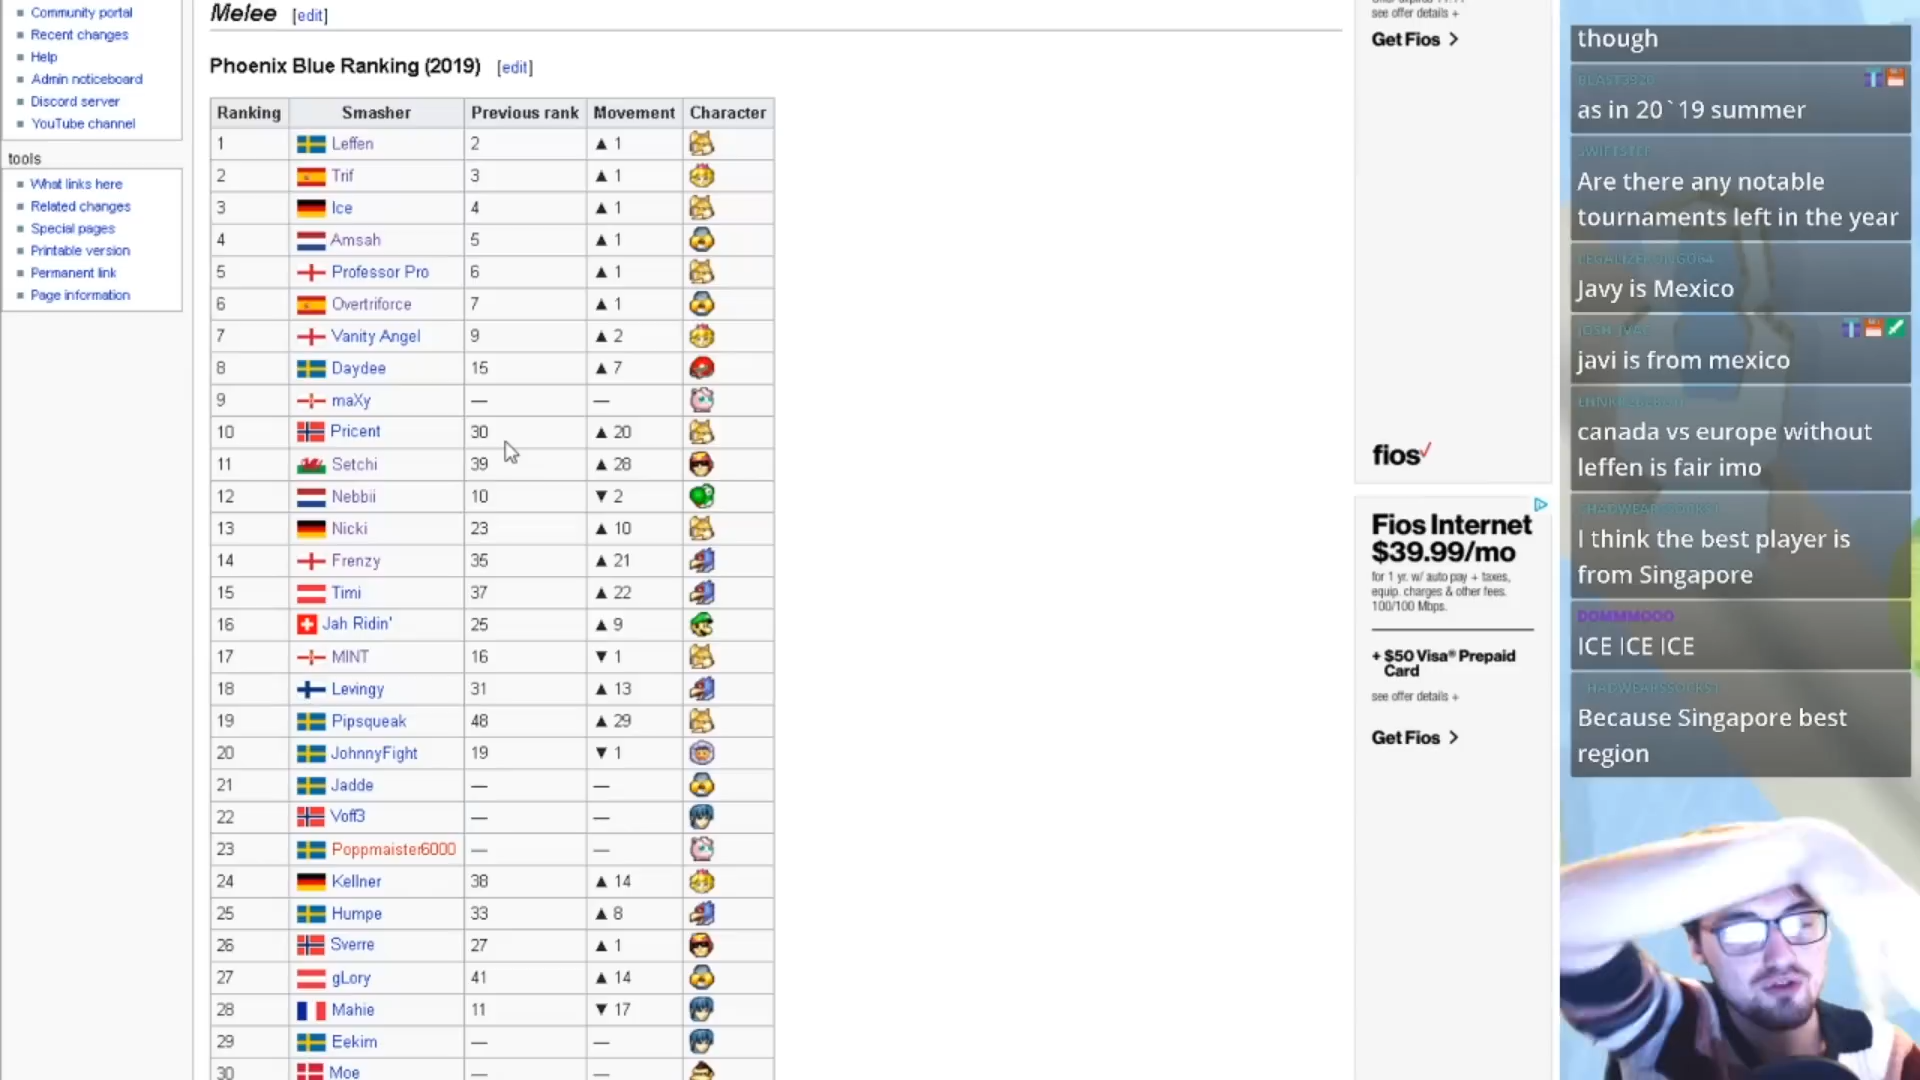 Community portal
Recent changes
Help
Admin noticeboard
Discord server
YouTube channel
tools
What links here
Related changes
Special pages
Printable version
Permanent link
Page information
Melee [edit]
Phoenix Blue Ranking (2019) [edit]
Ranking Smasher Previous rank Movement Character
1 Leffen 2 ▲ 1
2 Trif 3 ▲ 1
3 Ice 4 ▲ 1
4 Amsah 5 ▲ 1
5 Professor Pro 6 ▲ 1
6 Overtriforce 7 ▲ 1
7 Vanity Angel 9 ▲ 2
8 Daydee 15 ▲ 7
9 maXy — —
10 Pricent 30 ▲ 20
11 Setchi 39 ▲ 28
12 Nebbii 10 ▼ 2
13 Nicki 23 ▲ 10
14 Frenzy 35 ▲ 21
15 Timi 37 ▲ 22
16 Jah Ridin' 25 ▲ 9
17 MINT 16 ▼ 1
18 Levingy 31 ▲ 13
19 Pipsqueak 48 ▲ 29
20 JohnnyFight 19 ▼ 1
21 Jadde — —
22 Voff3 — —
23 Poppmaister6000 — —
24 Kellner 38 ▲ 14
25 Humpe 33 ▲ 8
26 Sverre 27 ▲ 1
27 gLory 41 ▲ 14
28 Mahie 11 ▼ 17
29 Eekim — —
30 Moe — —
see offer details +
Get Fios >
fios
Fios Internet
$39.99/mo
for 1 yr. w/ auto pay + taxes,
equip. charges & other fees.
100/100 Mbps.
+ $50 Visa® Prepaid
Card
see offer details +
Get Fios >
though
BLAST3920
as in 20`19 summer
Are there any notable
tournaments left in the year
Javy is Mexico
javi is from mexico
canada vs europe without
leffen is fair imo
I think the best player is
from Singapore
DOMMMOOO
ICE ICE ICE
Because Singapore best
region